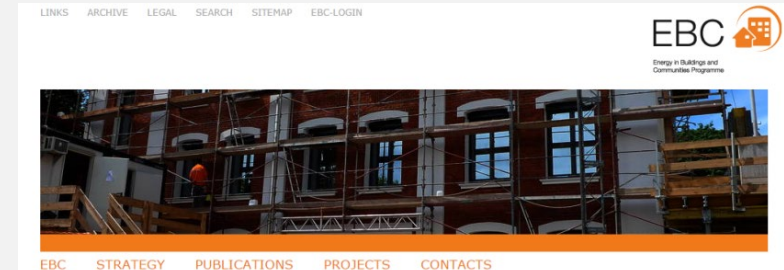 LINKS ARCHIVE LEGAL SEARCH SITEMAP EBC-LOGIN
EBC
Energy in Buildings and
Communities Programme
EBC STRATEGY PUBLICATIONS PROJECTS CONTACTS